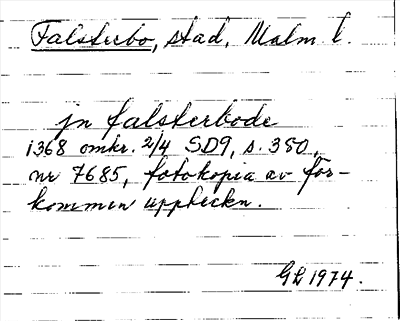 Falsterbo, stad, Malm. l.
jn falsterbode
1368 omkr. 2/4 SD9, s. 350,
nr 7685, fotokopia av för-
kommen uppteckn.
GL 1974.